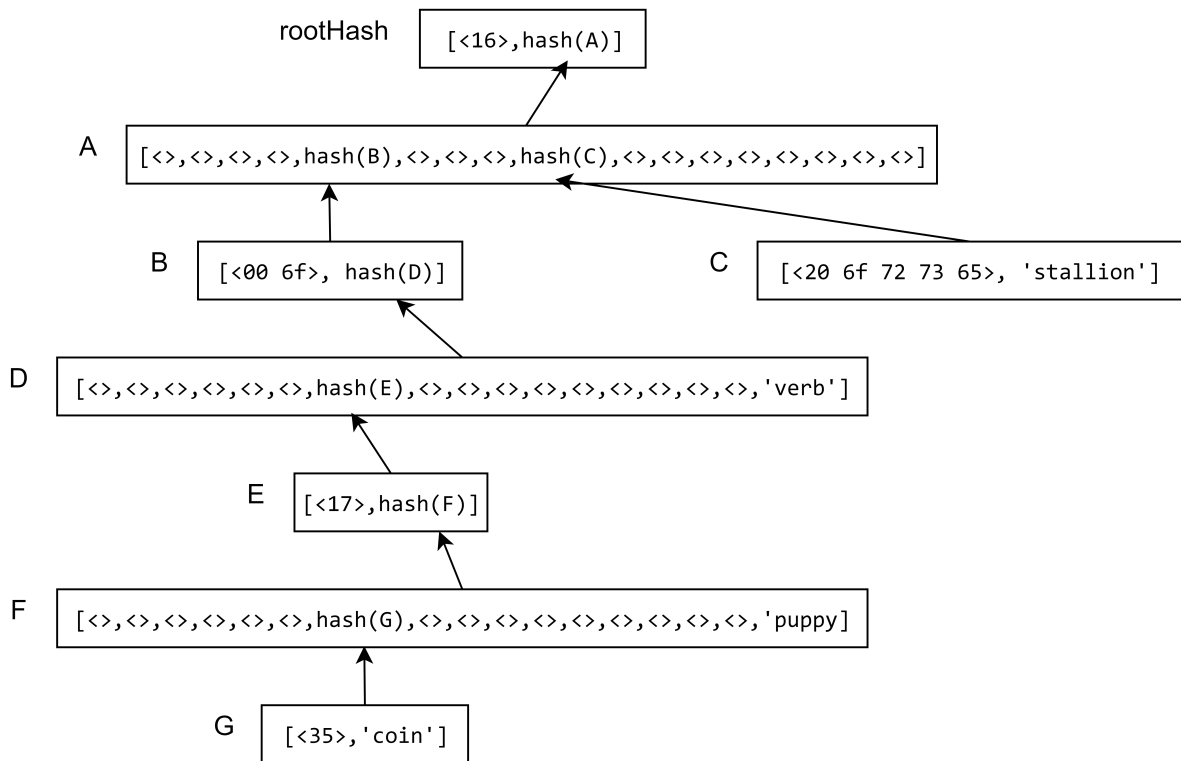 rootHash
[<16>,hash(A)]
A
[<>,<>,<>,<>,hash(B),<>,<>,<>,hash(C),<>,<>,<>,<>,<>,<>,<>,<>]
B
[<00 6f>, hash(D)]
C
[<20 6f 72 73 65>, 'stallion']
D
[<>,<>,<>,<>,<>,<>,hash(E),<>,<>,<>,<>,<>,<>,<>,<>,<>,'verb']
E
[<17>,hash(F)]
F
[<>,<>,<>,<>,<>,<>,hash(G),<>,<>,<>,<>,<>,<>,<>,<>,<>,'puppy]
G
[<35>,'coin']